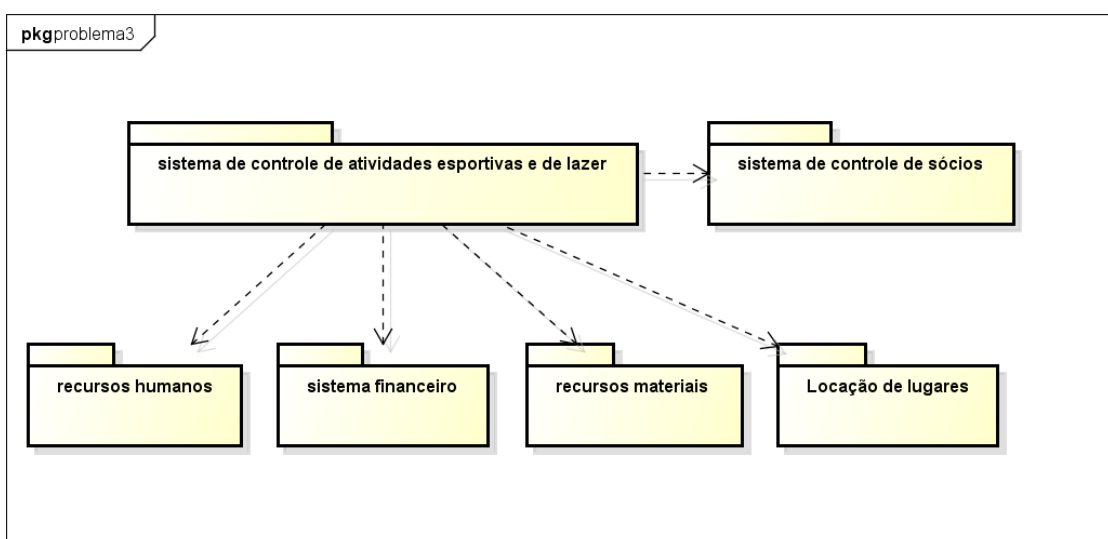 pkgproblema3
sistema de controle de atividades esportivas e de lazer
sistema de controle de sócios
recursos humanos
sistema financeiro
recursos materiais
Locação de lugares